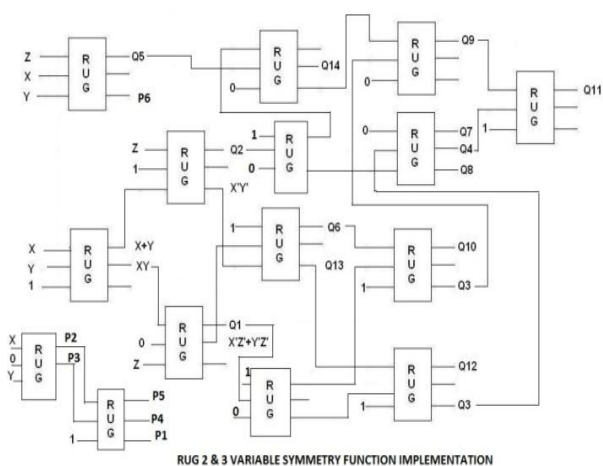 Z
X
Y
RUG
Q5
P6
RUG
0
Q14
RUG
0
Q9
RUG
1
Q11
Z
1
RUG
Q2
X'Y'
1
0
RUG
0
RUG
Q7
Q4
Q8
X
Y
1
RUG
X+Y
XY
1
RUG
Q6
Q13
RUG
1
Q10
Q3
0
Z
RUG
Q1
X'Z'+Y'Z'
1
0
RUG
RUG
1
Q12
Q3
X
0
Y
RUG
P2
P3
1
RUG
P5
P4
P1
RUG 2 & 3 VARIABLE SYMMETRY FUNCTION IMPLEMENTATION